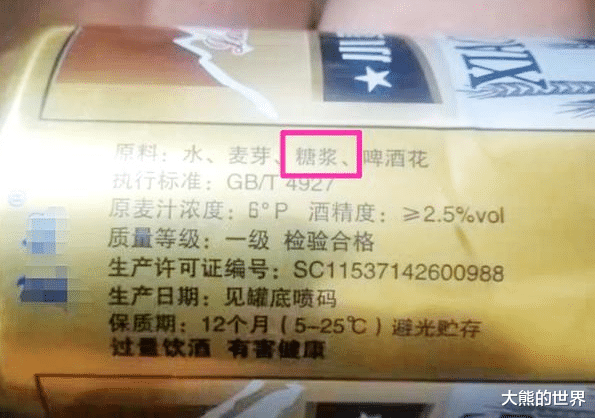 XIA
原料：水、麦芽、糖浆、啤酒花
执行标准：GB/T 4927
原麦汁浓度：6°P 酒精度：≥2.5%vol
质量等级：一级 检验合格
生产许可证编号：SC11537142600988
生产日期：见罐底喷码
保质期：12个月（5-25℃）避光贮存
过量饮酒 有害健康
大熊的世界